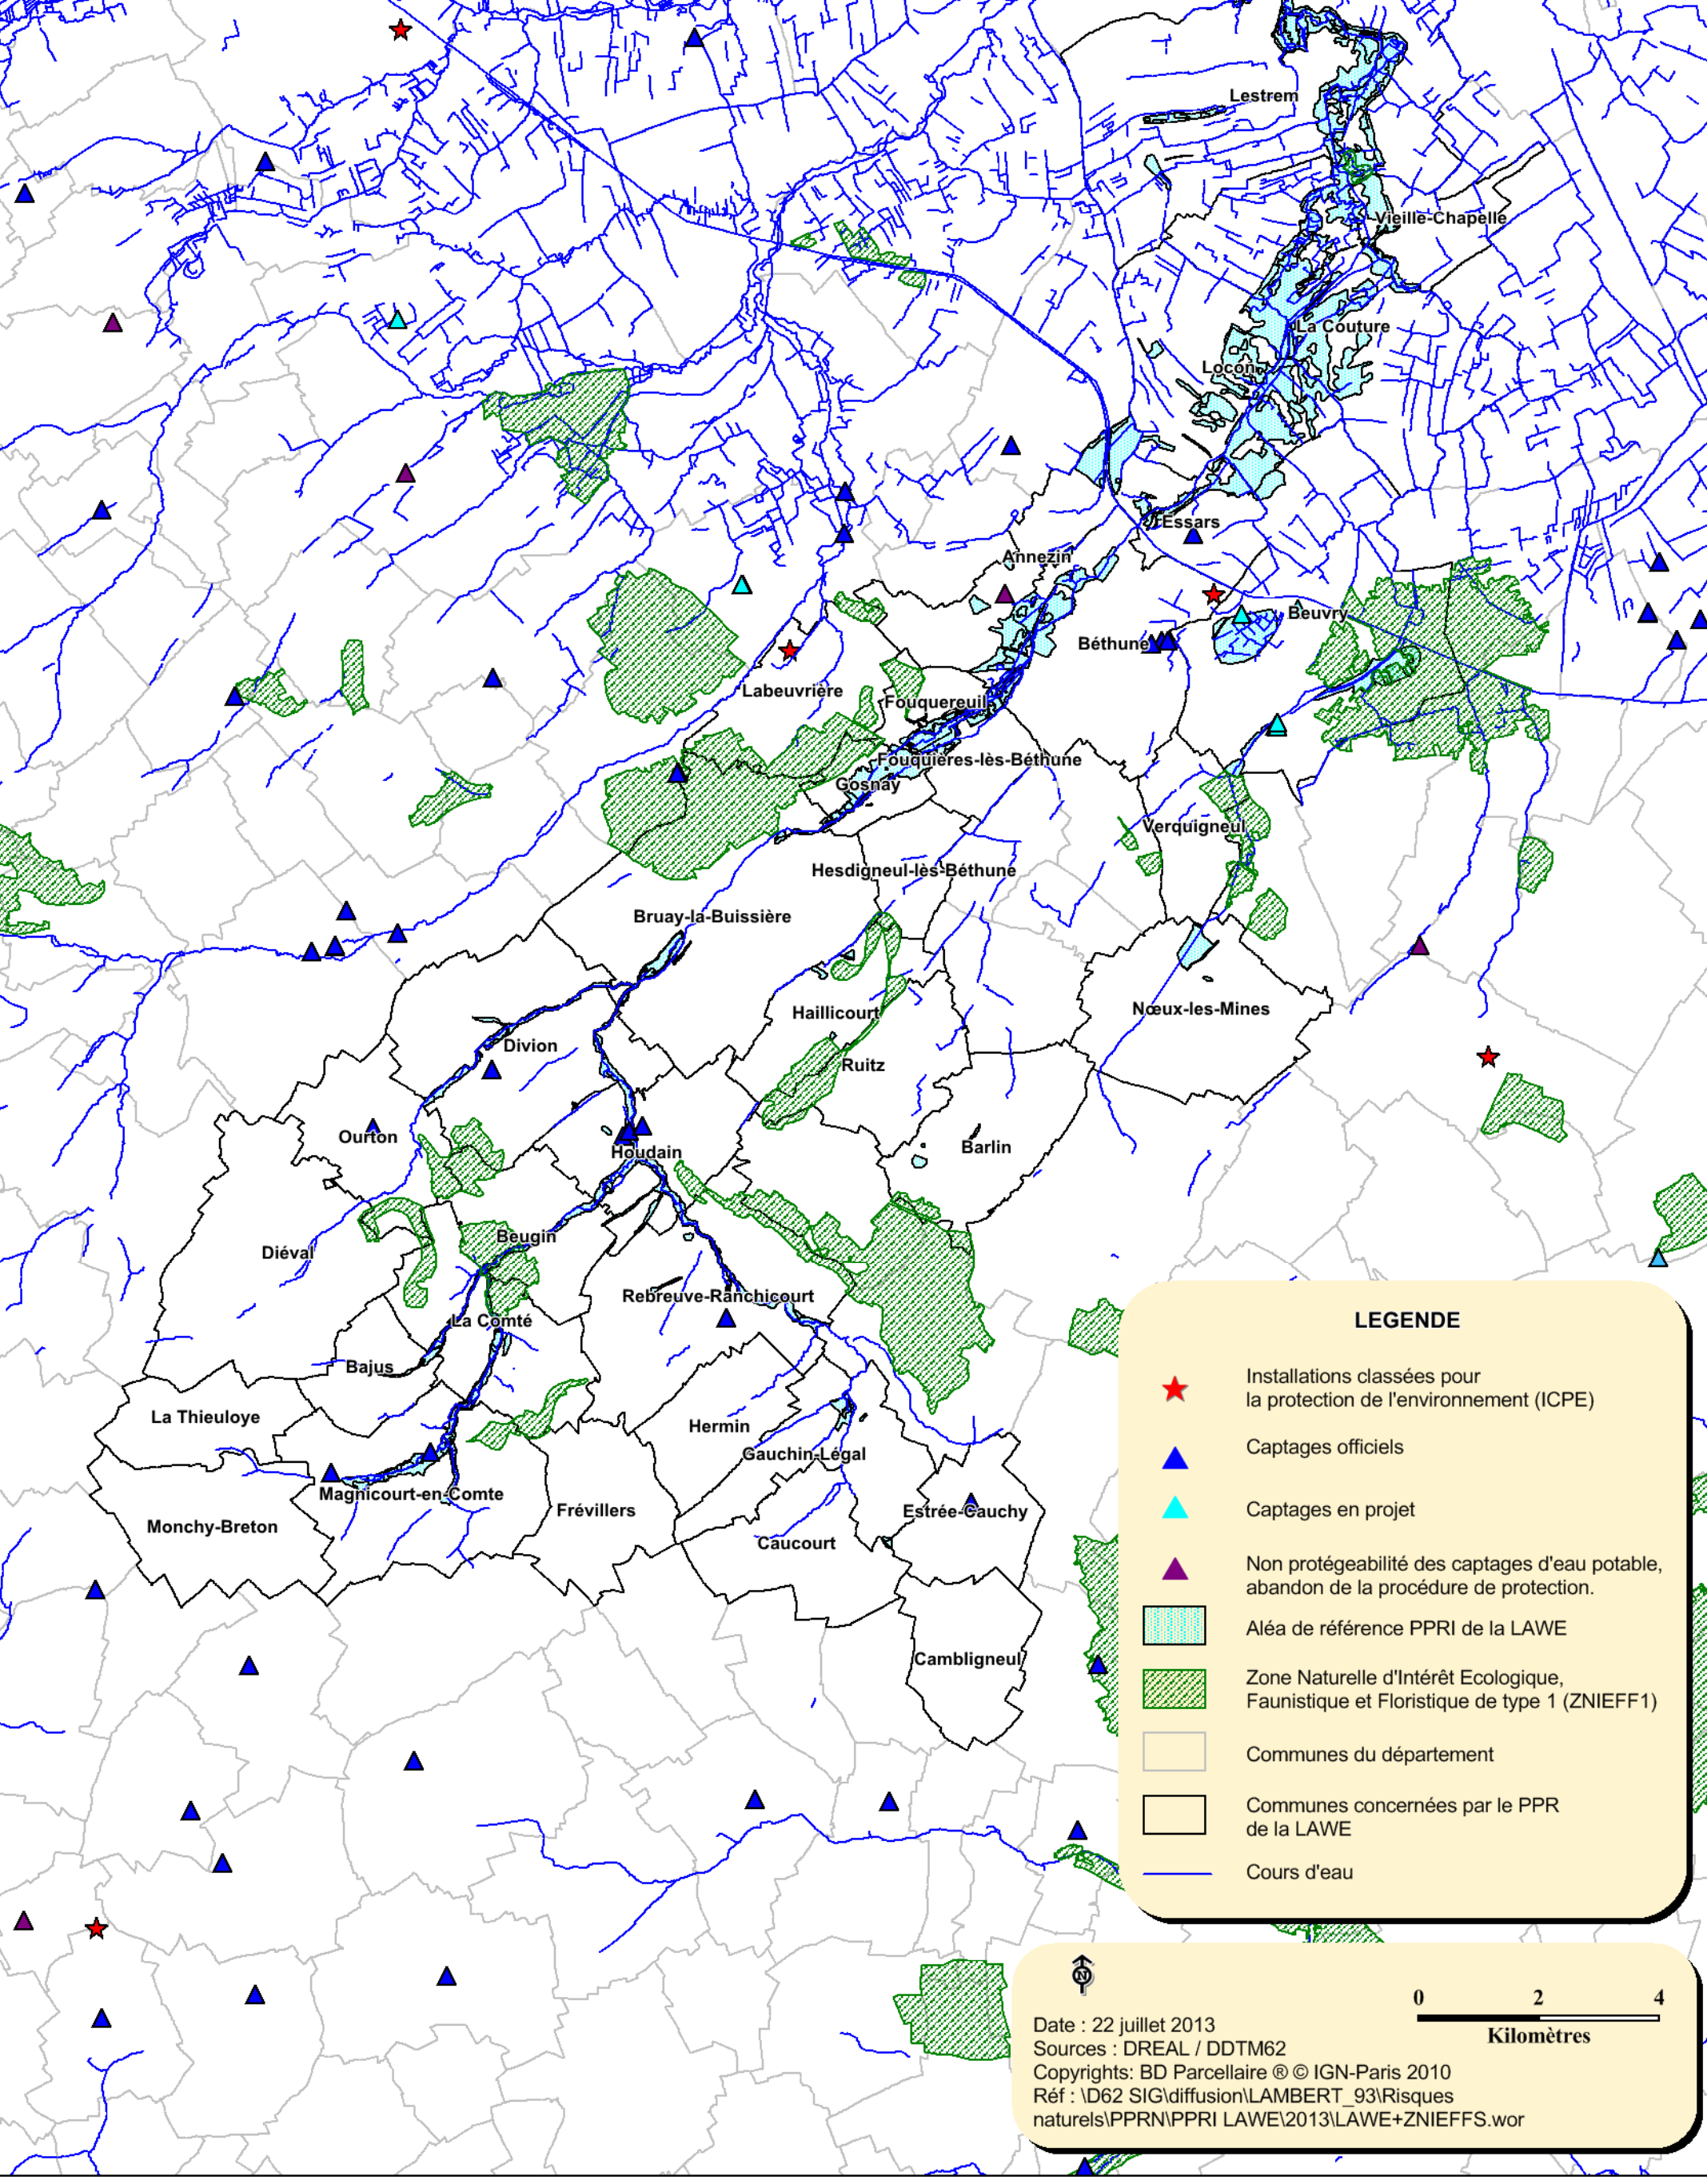 Lestrem
Vieille-Chapelle
La Couture
Locon
Essars
Annezin
Beuvry
Béthune
Labeuvrière
Fouquereuil
Fouquières-lès-Béthune
Gosnay
Verquigneul
Hesdigneul-lès-Béthune
Bruay-la-Buissière
Haillicourt
Nœux-les-Mines
Divion
Ruitz
Ourton
Barlin
Houdain
Beugin
Diéval
Rebreuve-Ranchicourt
La Comté
Bajus
La Thieuloye
Hermin
Gauchin-Légal
Magnicourt-en-Comte
Frévillers
Estrée-Cauchy
Monchy-Breton
Caucourt
Cambligneul
LEGENDE
Installations classées pour
la protection de l'environnement (ICPE)
Captages officiels
Captages en projet
Non protégeabilité des captages d'eau potable,
abandon de la procédure de protection.
Aléa de référence PPRI de la LAWE
Zone Naturelle d'Intérêt Ecologique,
Faunistique et Floristique de type 1 (ZNIEFF1)
Communes du département
Communes concernées par le PPR
de la LAWE
Cours d'eau
N
0 2 4
Kilomètres
Date : 22 juillet 2013
Sources : DREAL / DDTM62
Copyrights: BD Parcellaire ® © IGN-Paris 2010
Réf : \D62 SIG\diffusion\LAMBERT_93\Risques
naturels\PPRN\PPRI LAWE\2013\LAWE+ZNIEFFS.wor